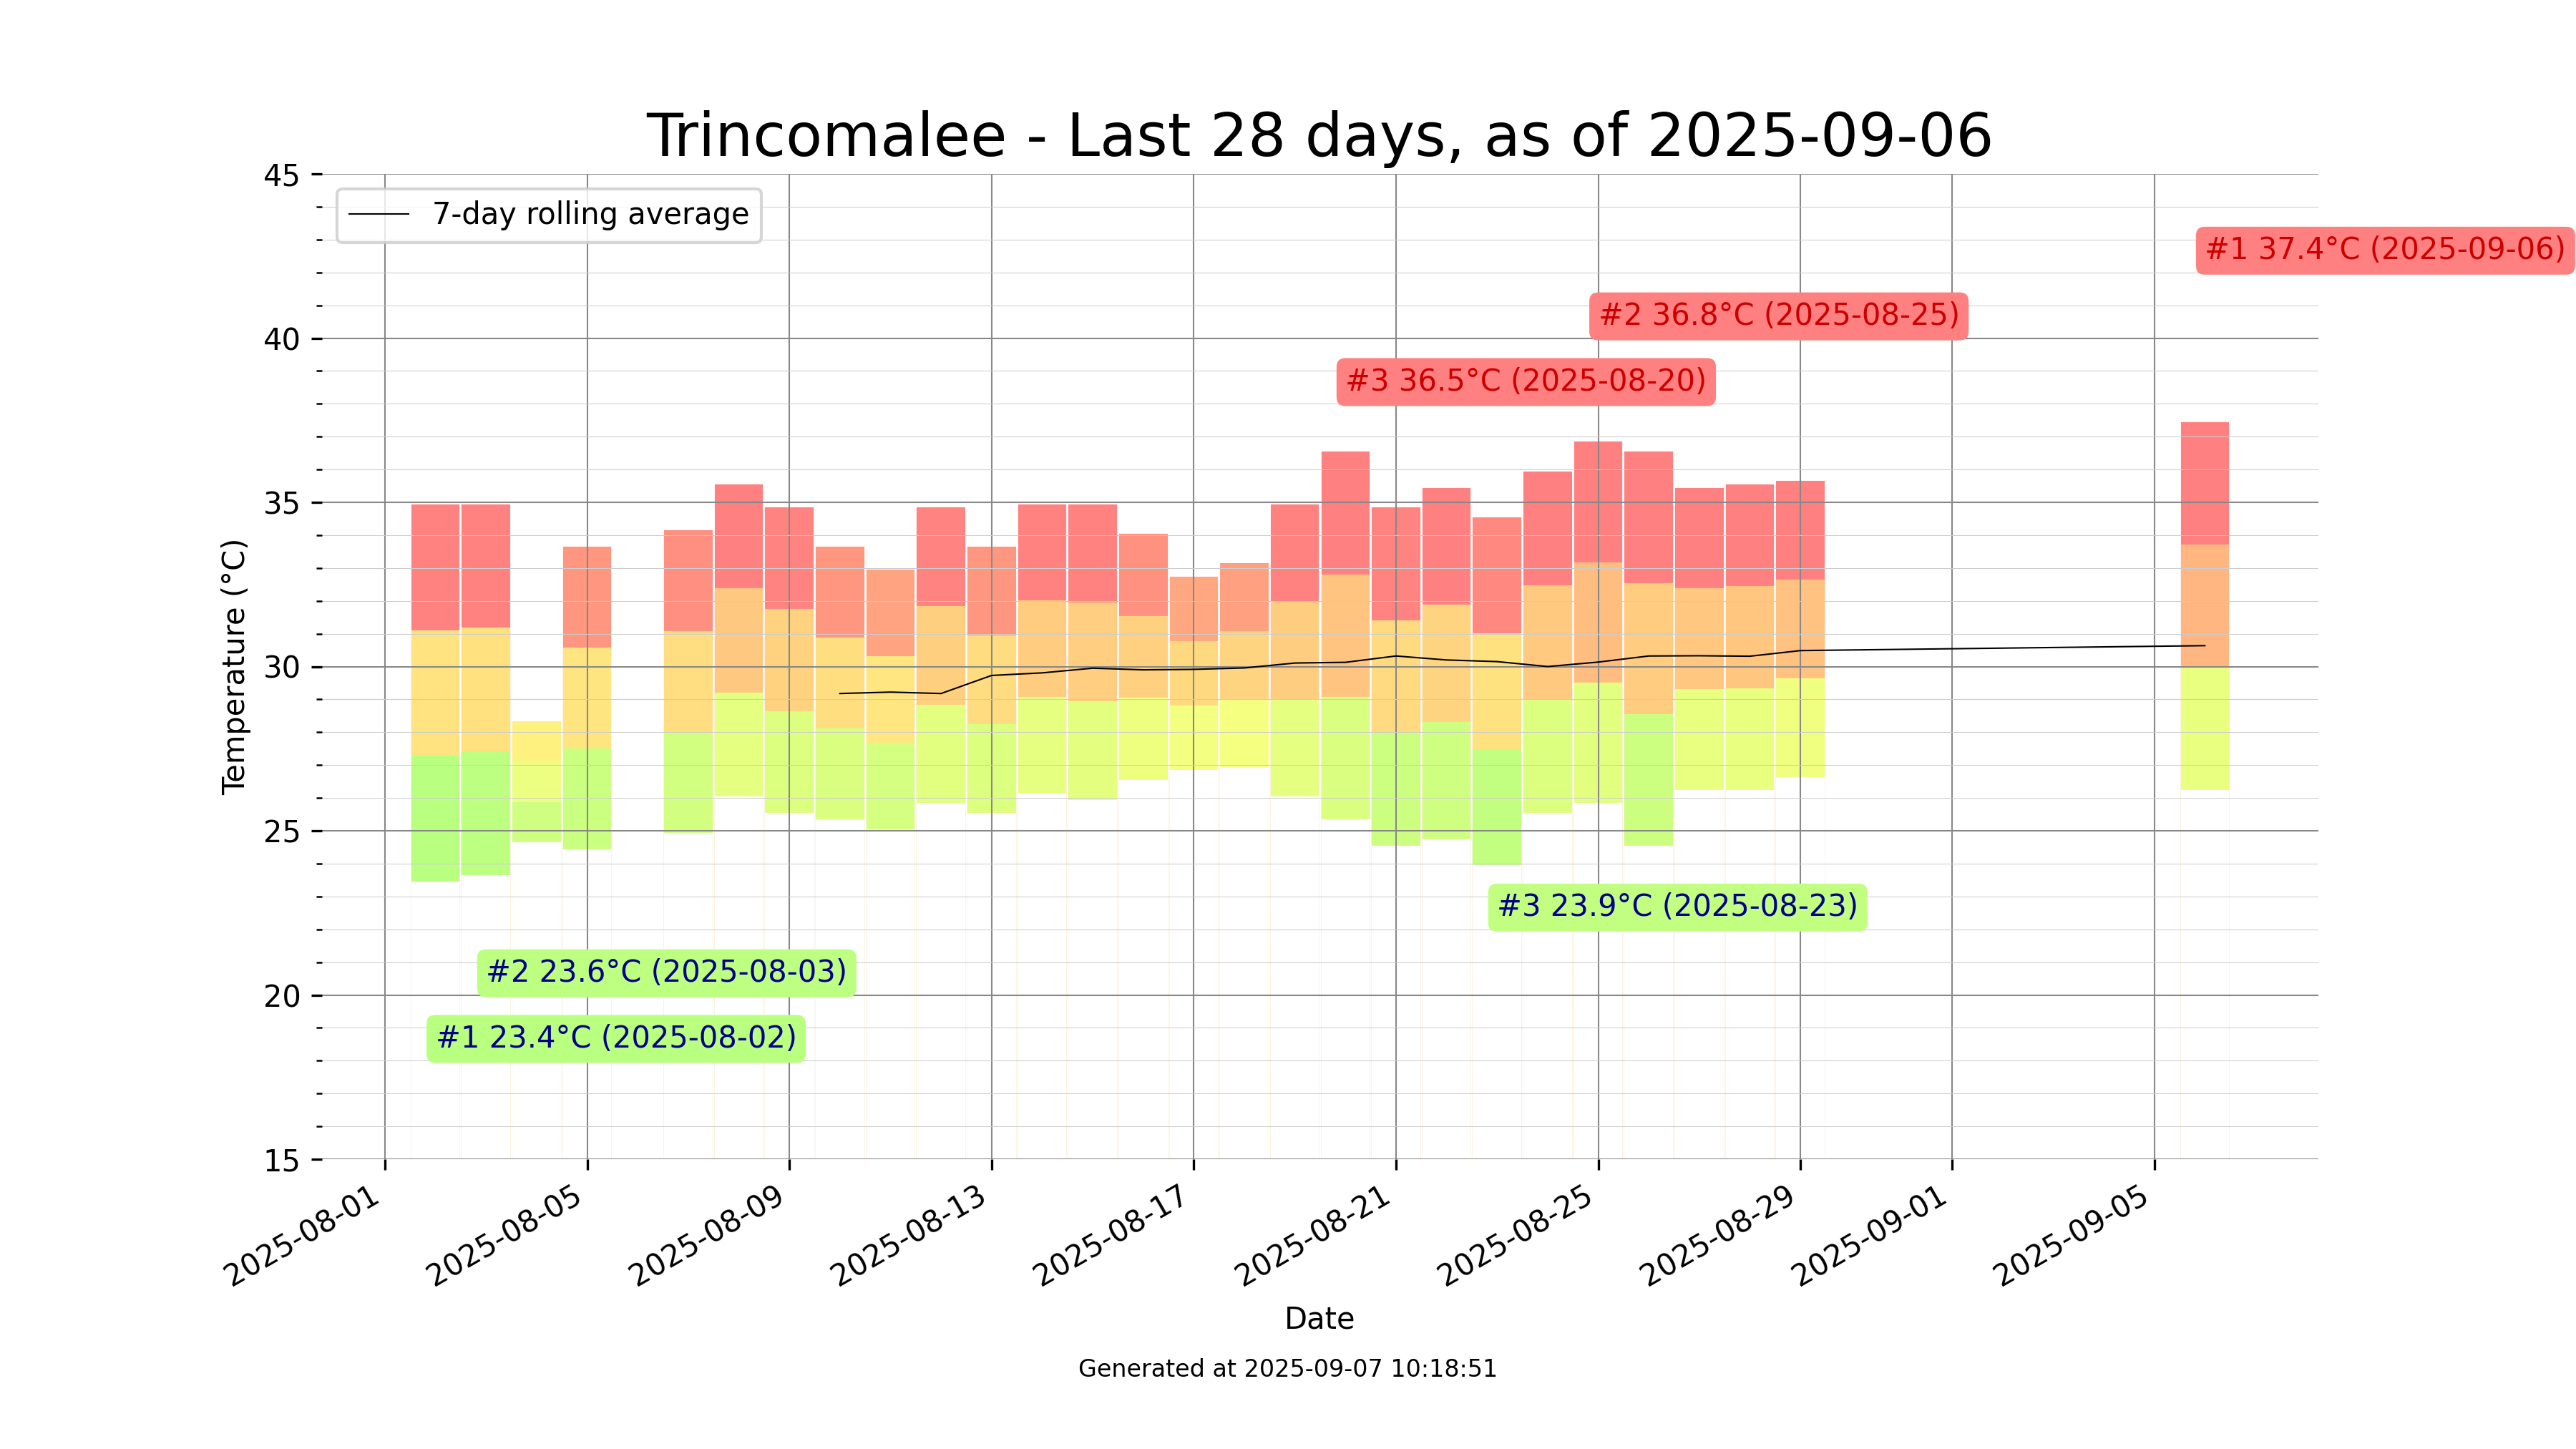 Trincomalee - Last 28 days, as of 2025-09-06
45
7-day rolling average
#1 37.4°C (2025-09-06)
#2 36.8°C (2025-08-25)
40
#3 36.5°C (2025-08-20)
35
Temperature (°C)
30
25
#3 23.9°C (2025-08-23)
#2 23.6°C (2025-08-03)
20
#1 23.4°C (2025-08-02)
15
2025-08-01
2025-08-05
2025-08-09
2025-08-13
2025-08-17
2025-08-21
2025-08-25
2025-08-29
2025-09-01
2025-09-05
Date
Generated at 2025-09-07 10:18:51